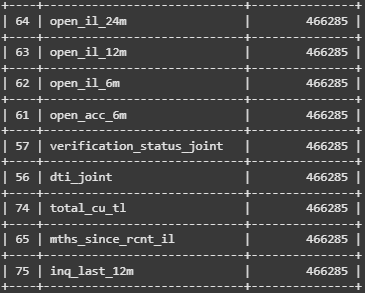 +----+-----------------------------+---------------+
| 64 | open_il_24m                 |        466285 |
+----+-----------------------------+---------------+
| 63 | open_il_12m                 |        466285 |
+----+-----------------------------+---------------+
| 62 | open_il_6m                  |        466285 |
+----+-----------------------------+---------------+
| 61 | open_acc_6m                 |        466285 |
+----+-----------------------------+---------------+
| 57 | verification_status_joint   |        466285 |
+----+-----------------------------+---------------+
| 56 | dti_joint                   |        466285 |
+----+-----------------------------+---------------+
| 74 | total_cu_tl                 |        466285 |
+----+-----------------------------+---------------+
| 65 | mths_since_rcnt_il          |        466285 |
+----+-----------------------------+---------------+
| 75 | inq_last_12m                |        466285 |
+----+-----------------------------+---------------+